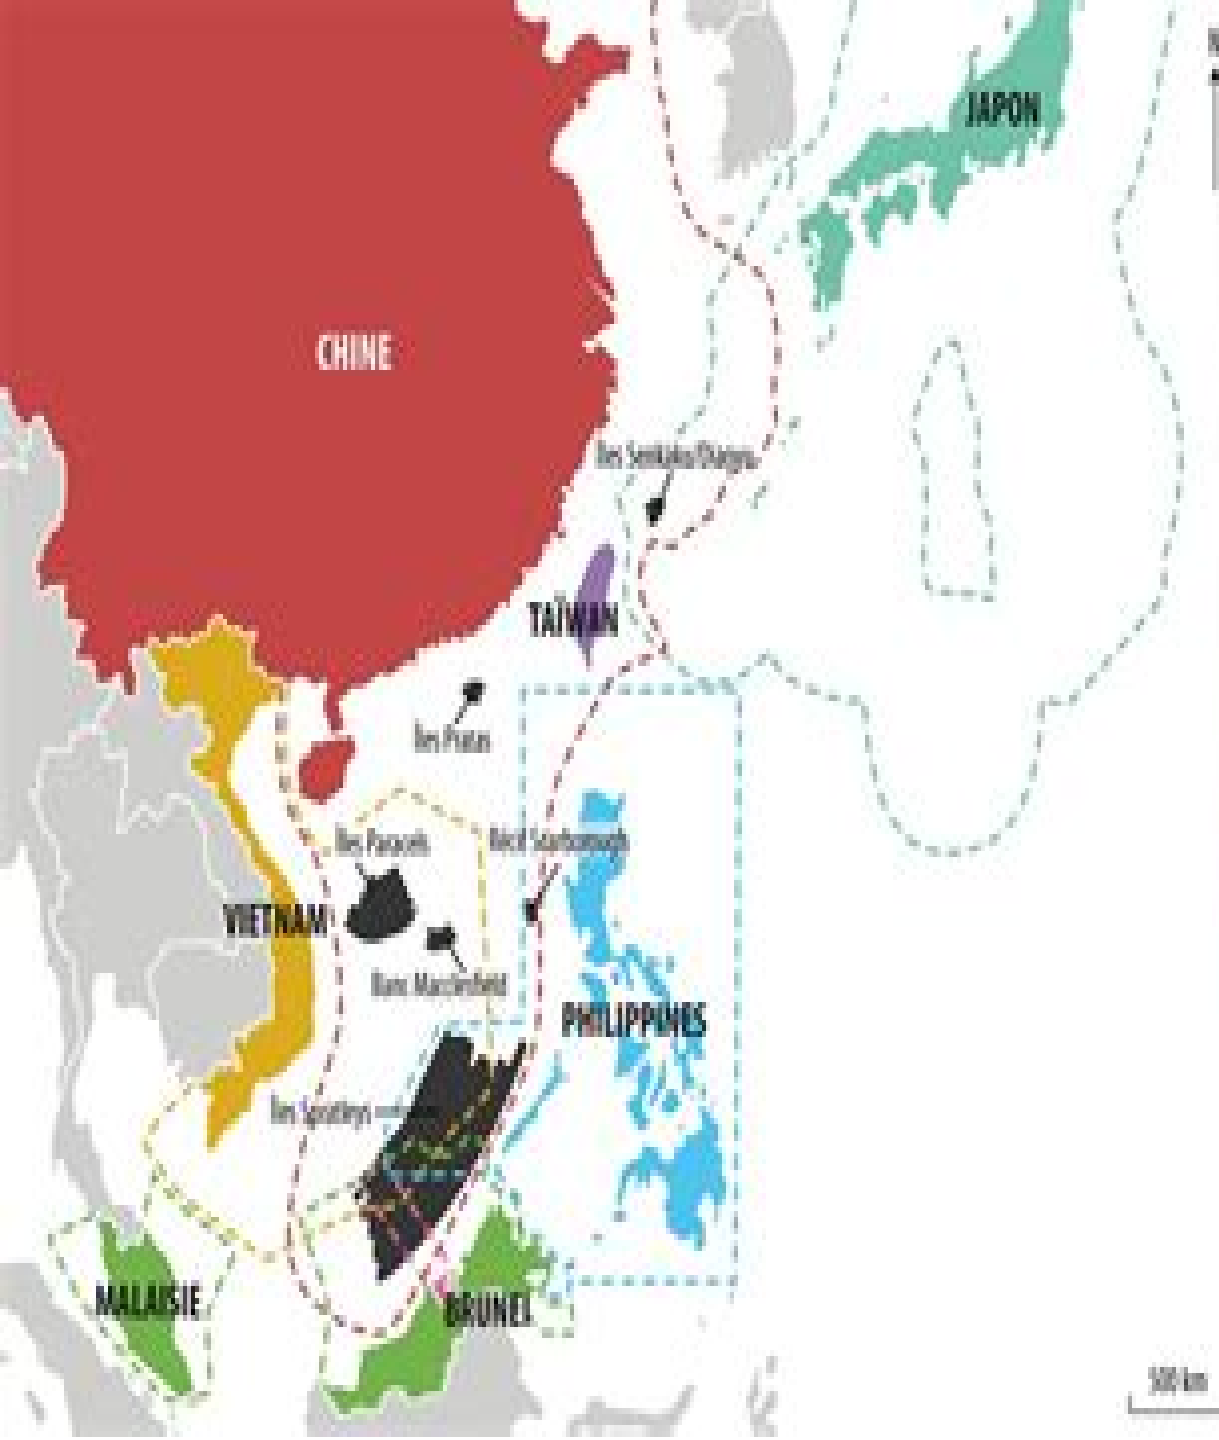 JAPON
CHINE
Îles Senkaku/Diaoyu
TAÏWAN
Îles Pratas
Îles Paracels
Récif Scarborough
VIETNAM
Banc Macclesfield
PHILIPPINES
Îles Spratleys
MALAISIE
BRUNEI
500 km